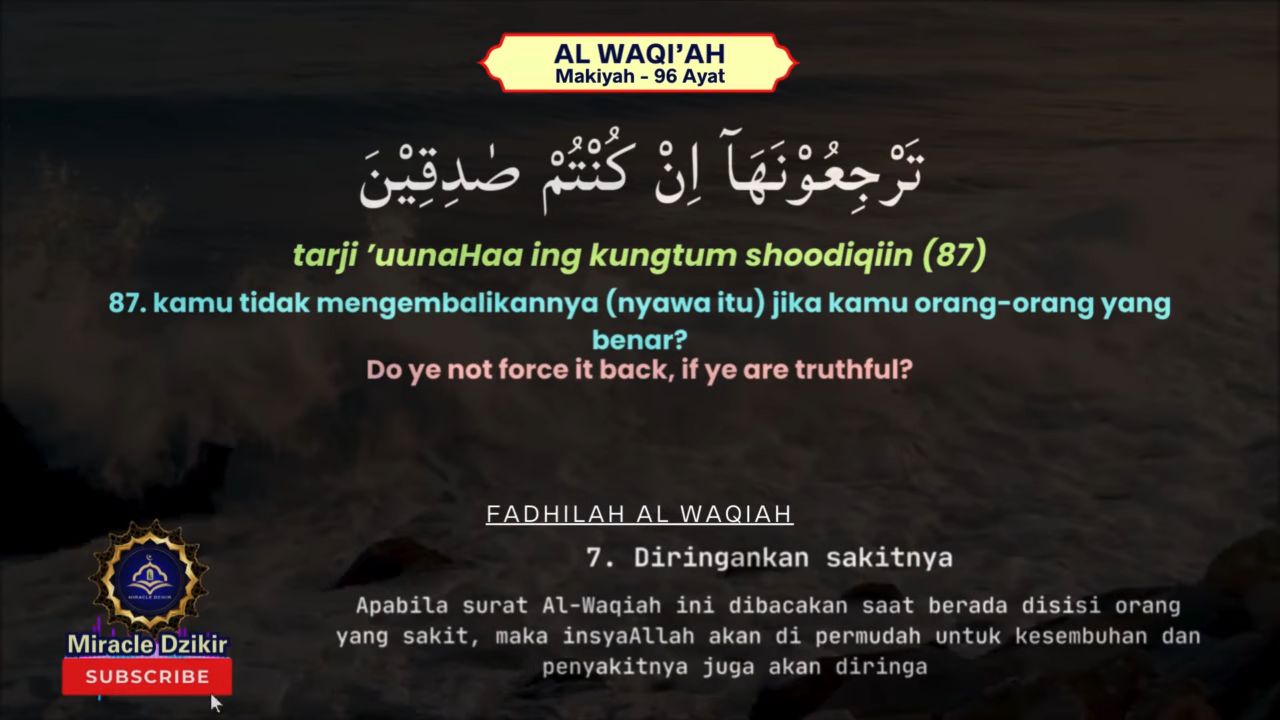 AL WAQI’AH
Makiyah - 96 Ayat
تَرْجِعُوْنَهَآ اِنْ كُنْتُمْ صٰدِقِيْنَ
tarji ’uunaHaa ing kungtum shoodiqiin (87)
87. kamu tidak mengembalikannya (nyawa itu) jika kamu orang-orang yang
benar?
Do ye not force it back, if ye are truthful?
FADHILAH AL WAQIAH
7. Diringankan sakitnya
Apabila surat Al-Waqiah ini dibacakan saat berada disisi orang
yang sakit, maka insyaAllah akan di permudah untuk kesembuhan dan
penyakitnya juga akan diringa
MIRACLE DZIKIR
Miracle Dzikir
SUBSCRIBE